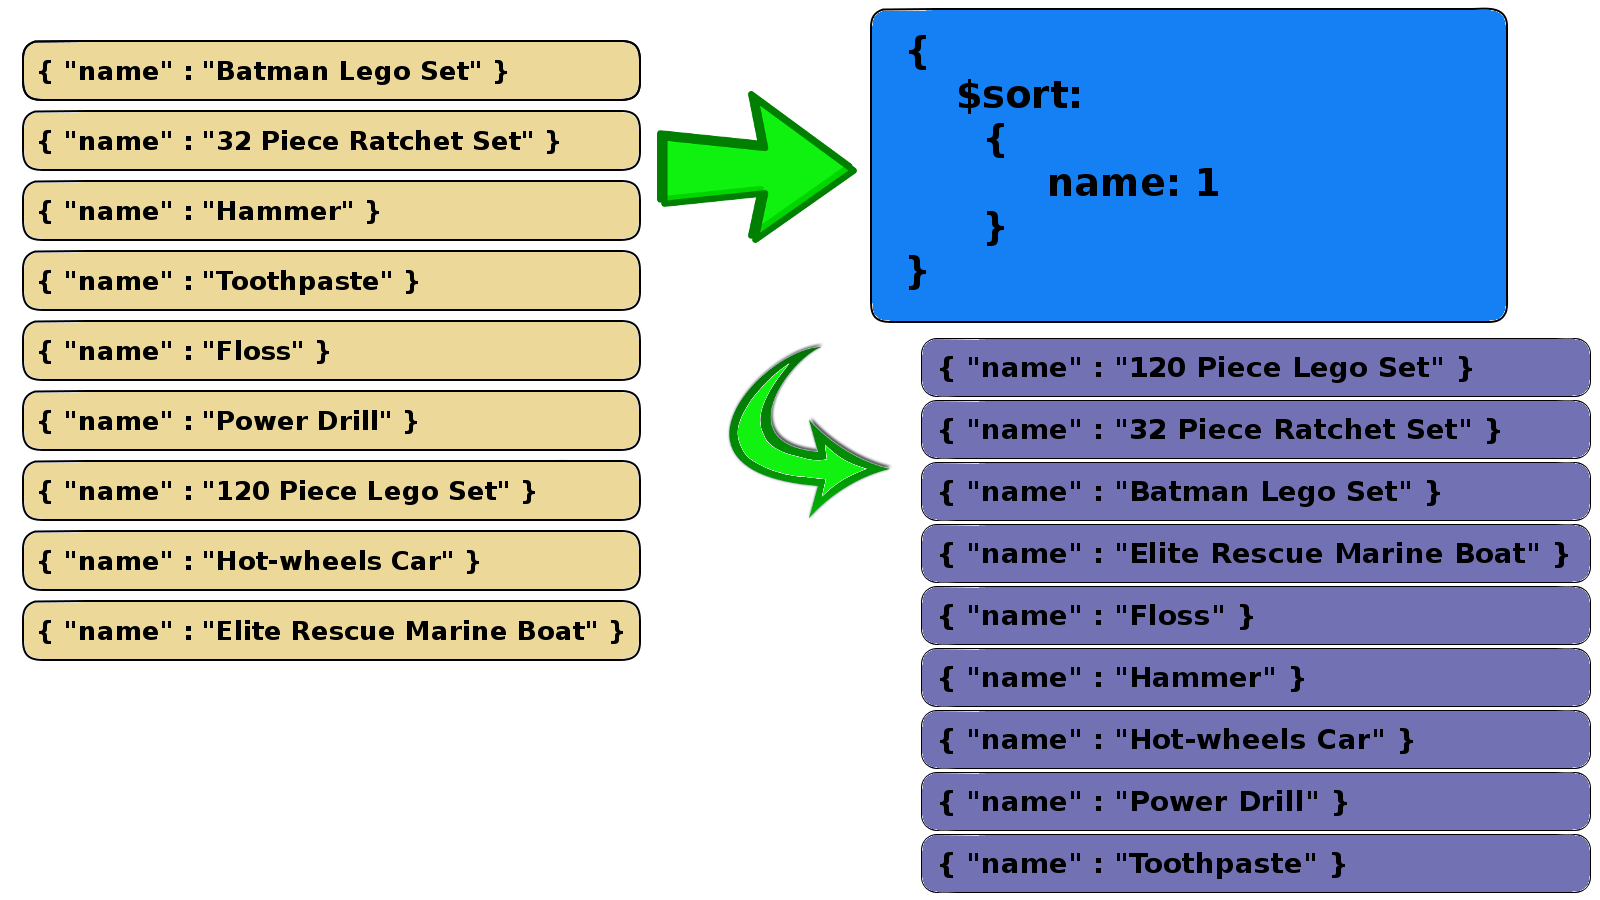 { "name" : "Batman Lego Set" }
{ "name" : "32 Piece Ratchet Set" }
{ "name" : "Hammer" }
{ "name" : "Toothpaste" }
{ "name" : "Floss" }
{ "name" : "Power Drill" }
{ "name" : "120 Piece Lego Set" }
{ "name" : "Hot-wheels Car" }
{ "name" : "Elite Rescue Marine Boat" }
{
$sort:
{
name: 1
}
}
{ "name" : "120 Piece Lego Set" }
{ "name" : "32 Piece Ratchet Set" }
{ "name" : "Batman Lego Set" }
{ "name" : "Elite Rescue Marine Boat" }
{ "name" : "Floss" }
{ "name" : "Hammer" }
{ "name" : "Hot-wheels Car" }
{ "name" : "Power Drill" }
{ "name" : "Toothpaste" }